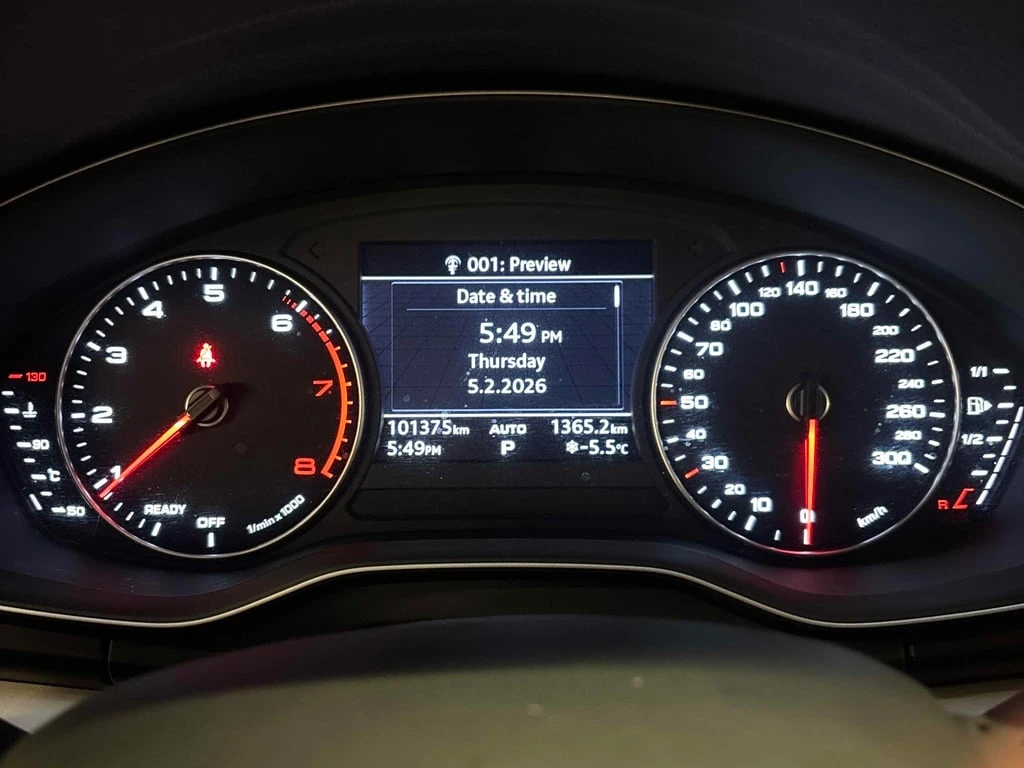 001: Preview
Date & time
5:49 PM
Thursday
5.2.2026
101375km AUTO 1365.2km
5:49PM P ❄-5.5°C
130
90
°C
50
1
2
3
4
5
6
7
8
READY
OFF
1/min x 1000
0
10
20
30
40
50
60
70
80
100
120
140
160
180
200
220
240
260
280
300
km/h
1/1
1/2
R